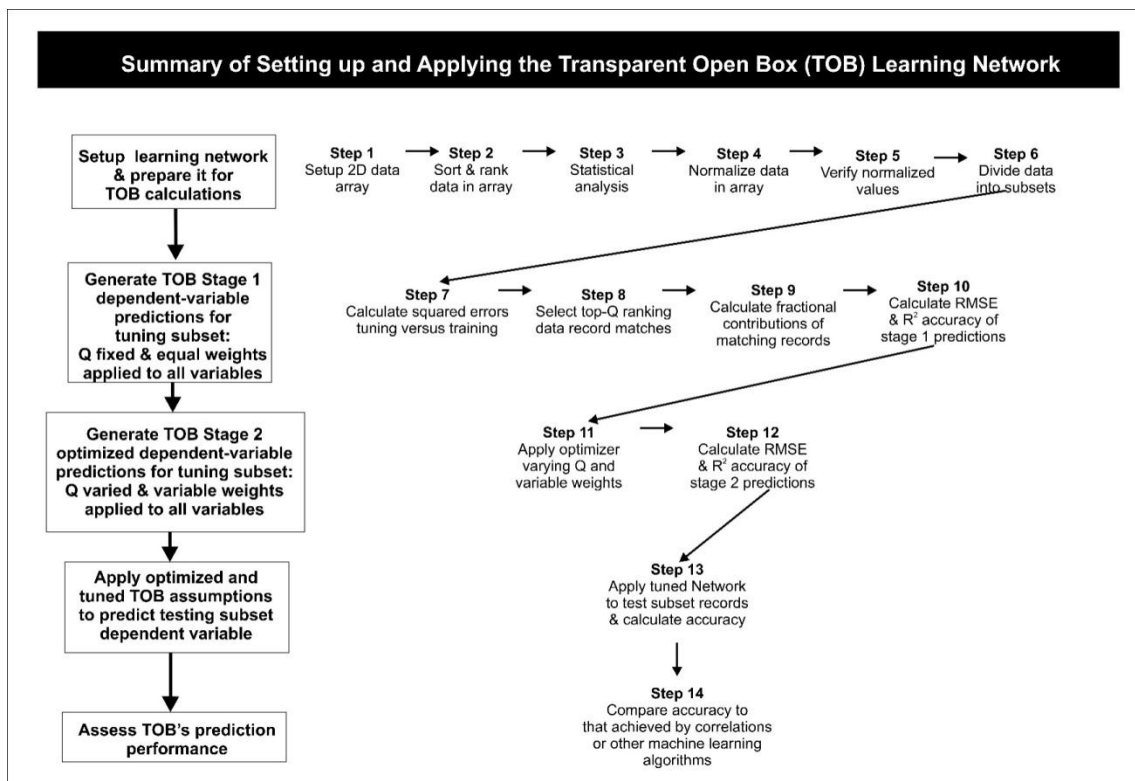 Summary of Setting up and Applying the Transparent Open Box (TOB) Learning Network
Setup learning network
& prepare it for
TOB calculations
Step 1
Setup 2D data
array
Step 2
Sort & rank
data in array
Step 3
Statistical
analysis
Step 4
Normalize data
in array
Step 5
Verify normalized
values
Step 6
Divide data
into subsets
Generate TOB Stage 1
dependent-variable
predictions for
tuning subset:
Q fixed & equal weights
applied to all variables
Step 7
Calculate squared errors
tuning versus training
Step 8
Select top-Q ranking
data record matches
Step 9
Calculate fractional
contributions of
matching records
Step 10
Calculate RMSE
& R² accuracy of
stage 1 predictions
Generate TOB Stage 2
optimized dependent-variable
predictions for tuning subset:
Q varied & variable weights
applied to all variables
Step 11
Apply optimizer
varying Q and
variable weights
Step 12
Calculate RMSE
& R² accuracy of
stage 2 predictions
Apply optimized and
tuned TOB assumptions
to predict testing subset
dependent variable
Step 13
Apply tuned Network
to test subset records
& calculate accuracy
Assess TOB's prediction
performance
Step 14
Compare accuracy to
that achieved by correlations
or other machine learning
algorithms